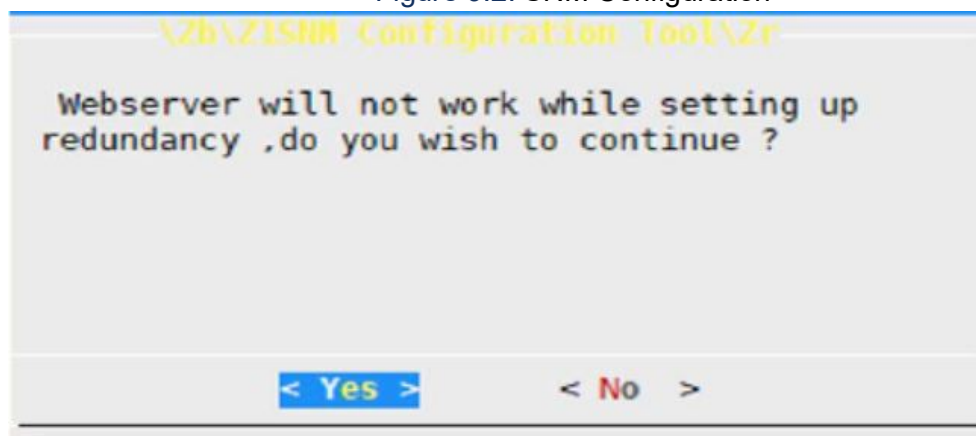 \Zb\Z1SNM Configuration Tool\Zr
Webserver will not work while setting up
redundancy ,do you wish to continue ?
< Yes > < No >